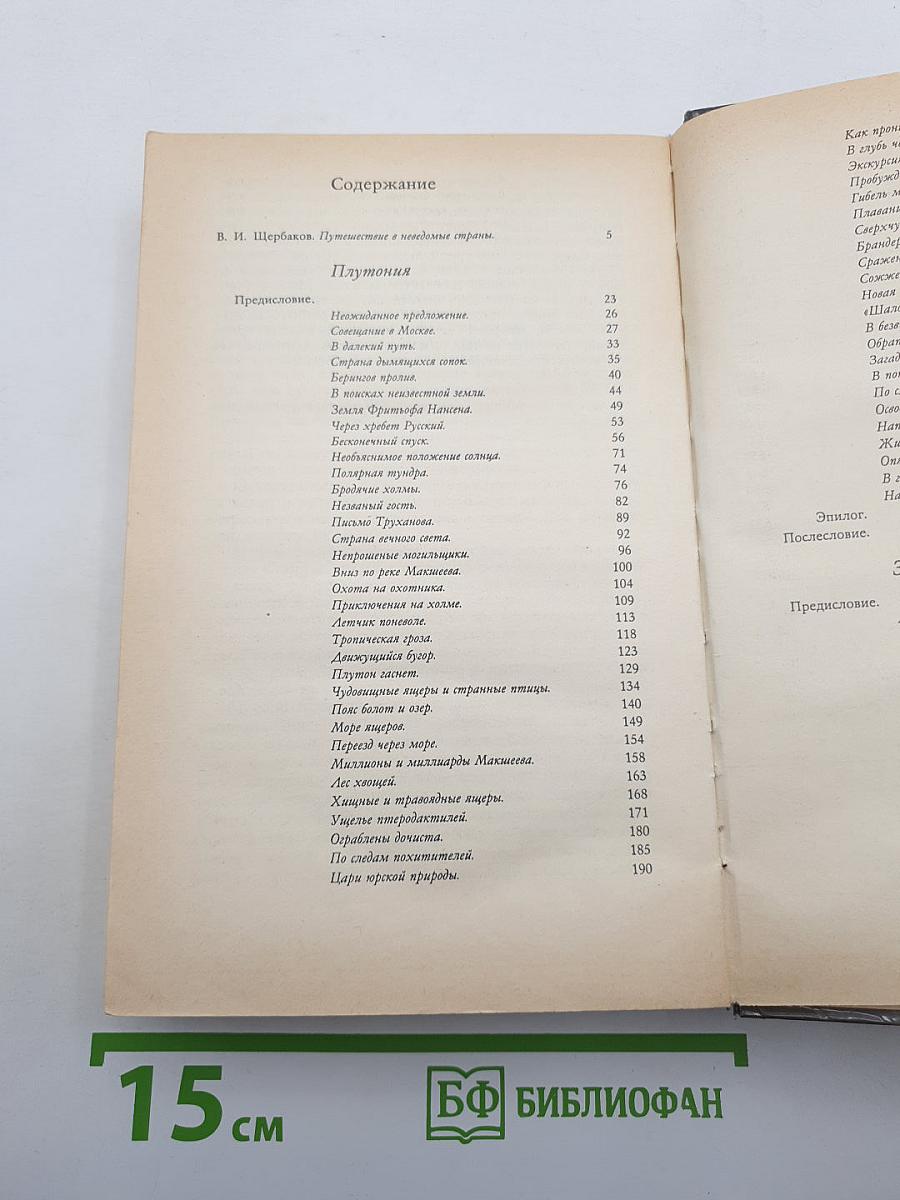 Содержание
В. И. Щербаков. Путешествие в неведомые страны. 5
Плутония
Предисловие. 23
Неожиданное предложение. 26
Совещание в Москве. 27
В далекий путь. 33
Страна дымящихся сопок. 35
Берингов пролив. 40
В поисках неизвестной земли. 44
Земля Фритьофа Нансена. 49
Через хребет Русский. 53
Бесконечный спуск. 56
Необъяснимое положение солнца. 71
Полярная тундра. 74
Бродячие холмы. 76
Незваный гость. 82
Письмо Труханова. 89
Страна вечного света. 92
Непрошеные могильщики. 96
Вниз по реке Макшеева. 100
Охота на охотника. 104
Приключения на холме. 109
Летчик поневоле. 113
Тропическая гроза. 118
Движущийся бугор. 123
Плутон гаснет. 129
Чудовищные ящеры и странные птицы. 134
Пояс болот и озер. 140
Море ящеров. 149
Переезд через море. 154
Миллионы и миллиарды Макшеева. 158
Лес хвощей. 163
Хищные и травоядные ящеры. 168
Ущелье птеродактилей. 171
Ограблены дочиста. 180
По следам похитителей. 185
Цари юрской природы. 190
Как
В глубь
Гибель
В
Новая
В
В
По
В
Эпилог.
Послесловие.
Предисловие.
15 см
БФ БИБЛИОФАН